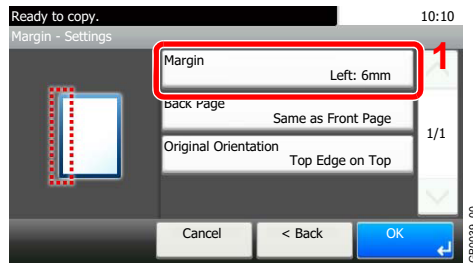 Ready to copy.
10:10
Margin - Settings
1
Margin
Left: 6mm
Back Page
Same as Front Page
1/1
Original Orientation
Top Edge on Top
Cancel
< Back
OK
GB0039_00